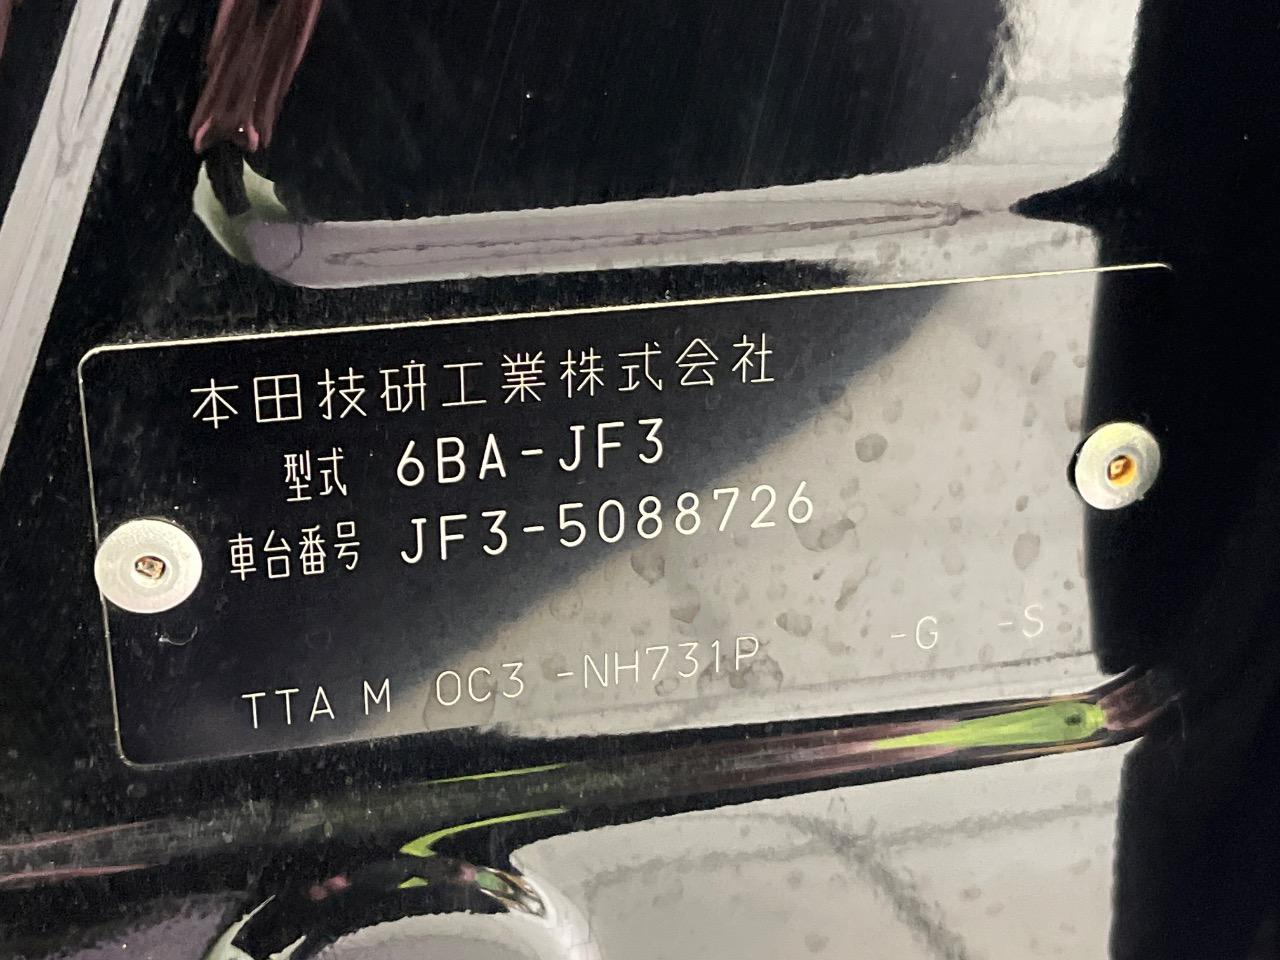 本田技研工業株式会社
型式 6BA-JF3
車台番号 JF3-5088726
TTA M 0C3 -NH731P -G -S